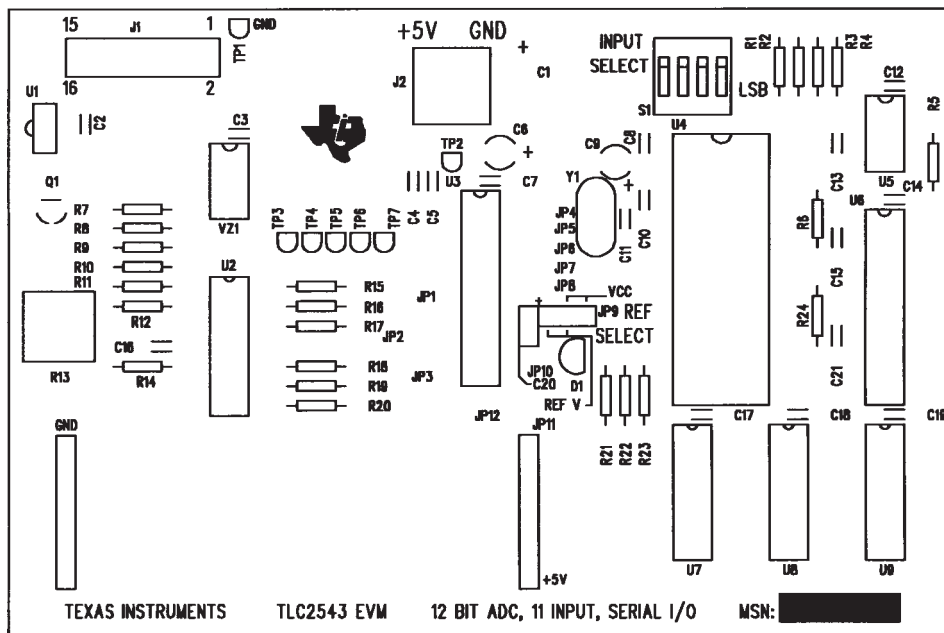 15 J1 1 GND
TP1
16 2
+5V GND
J2
+ C1
INPUT
SELECT
S1
LSB
R1
R2
R3
R4
C12
R5
U1
C2
C3
C6
+
TP2
U3
C7
C9
C8
U4
Y1
+
C13
U5
C14
U6
Q1
R7
R8
R9
R10
R11
R12
VZ1
TP3
TP4
TP5
TP6
TP7
C4
C5
JP4
JP5
JP6
JP7
JP8
C11
C10
R6
C15
U2
R15
R16
R17
JP1
JP2
+
VCC
JP9 REF
SELECT
R24
C21
C16
R13
R14
R18
R19
R20
JP3
JP10
C20
D1
REF V
GND
JP12
JP11
R21
R22
R23
C17
C18
C19
+5V
U7
U8
U9
TEXAS INSTRUMENTS TLC2543 EVM 12 BIT ADC, 11 INPUT, SERIAL I/O MSN: